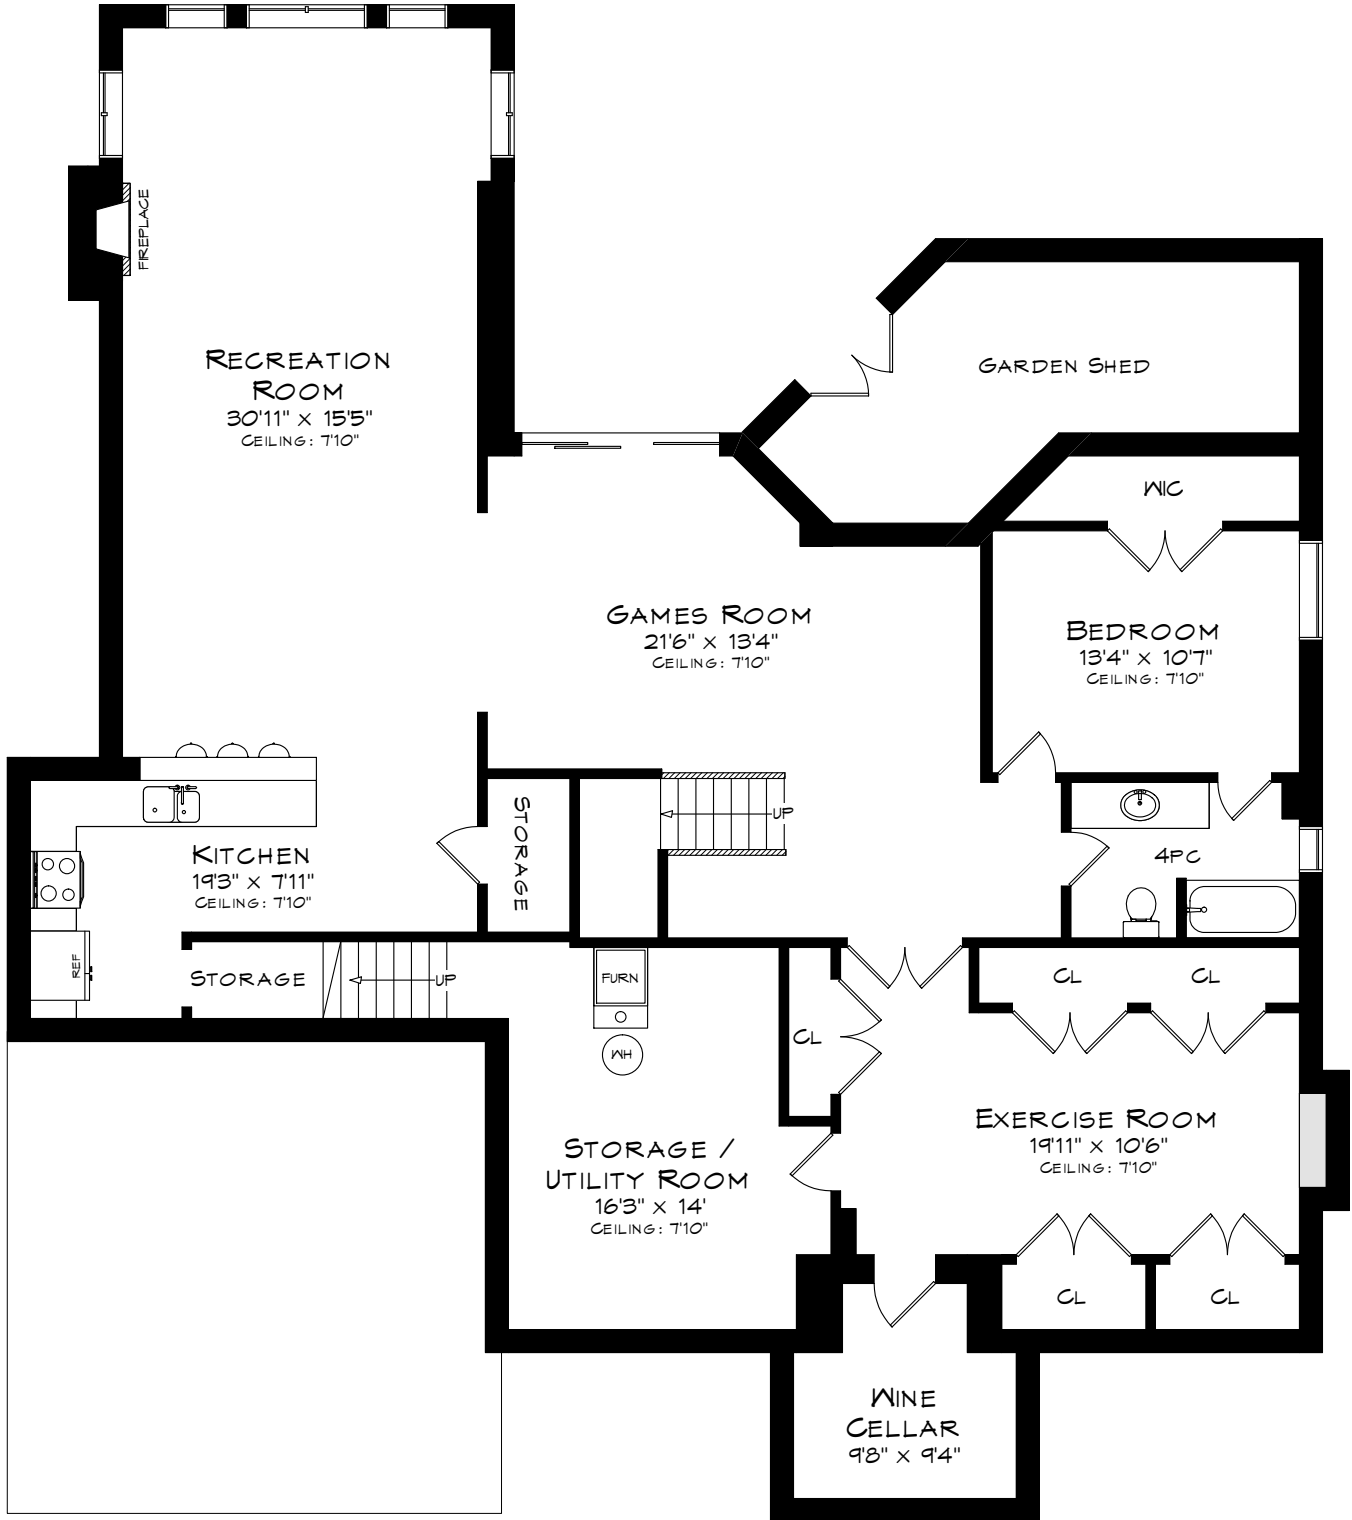 FIREPLACE
RECREATION
ROOM
30'11" X 15'5"
CEILING: 7'10"
GARDEN SHED
WIC
GAMES ROOM
21'6" X 13'4"
CEILING: 7'10"
BEDROOM
13'4" X 10'7"
CEILING: 7'10"
UP
STORAGE
KITCHEN
19'3" X 7'11"
CEILING: 7'10"
4PC
REF
STORAGE
UP
FURN
WH
CL
CL
CL
EXERCISE ROOM
19'11" X 10'6"
CEILING: 7'10"
STORAGE /
UTILITY ROOM
16'3" X 14'
CEILING: 7'10"
CL
CL
WINE
CELLAR
9'8" X 9'4"